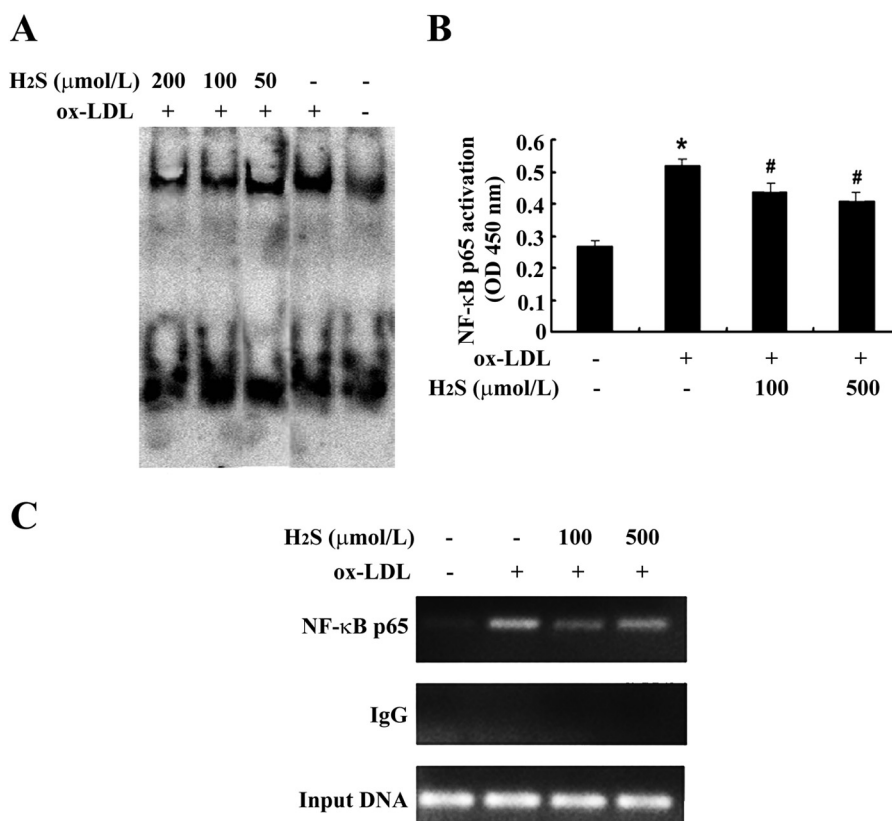 A
H2S (μmol/L) 200 100 50 - -
ox-LDL + + + + -
B
NF-κB p65 activation
(OD 450 nm)
0.6
0.5
0.4
0.3
0.2
0.1
0
* # #
ox-LDL - + + +
H2S (μmol/L) - - 100 500
C
H2S (μmol/L) - - 100 500
ox-LDL - + + +
NF-κB p65
IgG
Input DNA